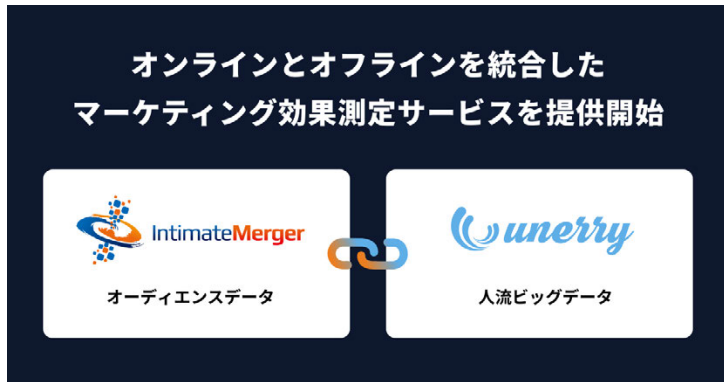 オンラインとオフラインを統合した
マーケティング効果測定サービスを提供開始
IntimateMerger
オーディエンスデータ
unerry
人流ビッグデータ